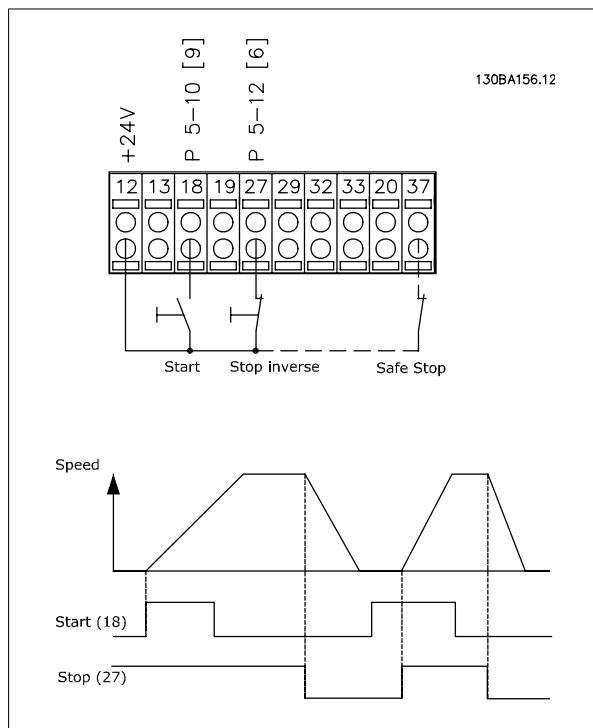 130BA156.12
+24V
P 5-10 [9]
P 5-12 [6]
12 13 18 19 27 29 32 33 20 37
Start Stop inverse Safe Stop
Speed
Start (18)
Stop (27)